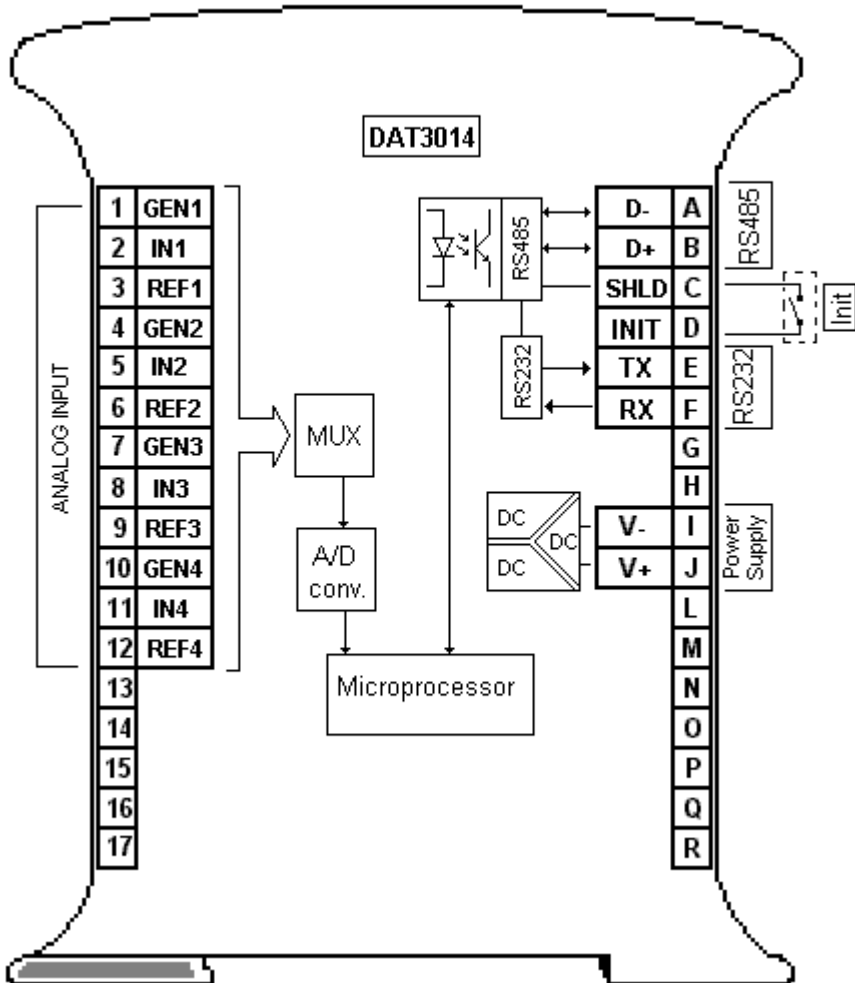 DAT3014
ANALOG INPUT
1 GEN1
2 IN1
3 REF1
4 GEN2
5 IN2
6 REF2
7 GEN3
8 IN3
9 REF3
10 GEN4
11 IN4
12 REF4
13
14
15
16
17
MUX
A/D
conv.
Microprocessor
RS485
RS232
DC
DC
DC
D- A
D+ B
SHLD C
INIT D
TX E
RX F
G
H
V- I
V+ J
L
M
N
O
P
Q
R
RS485
Init
RS232
Power
Supply